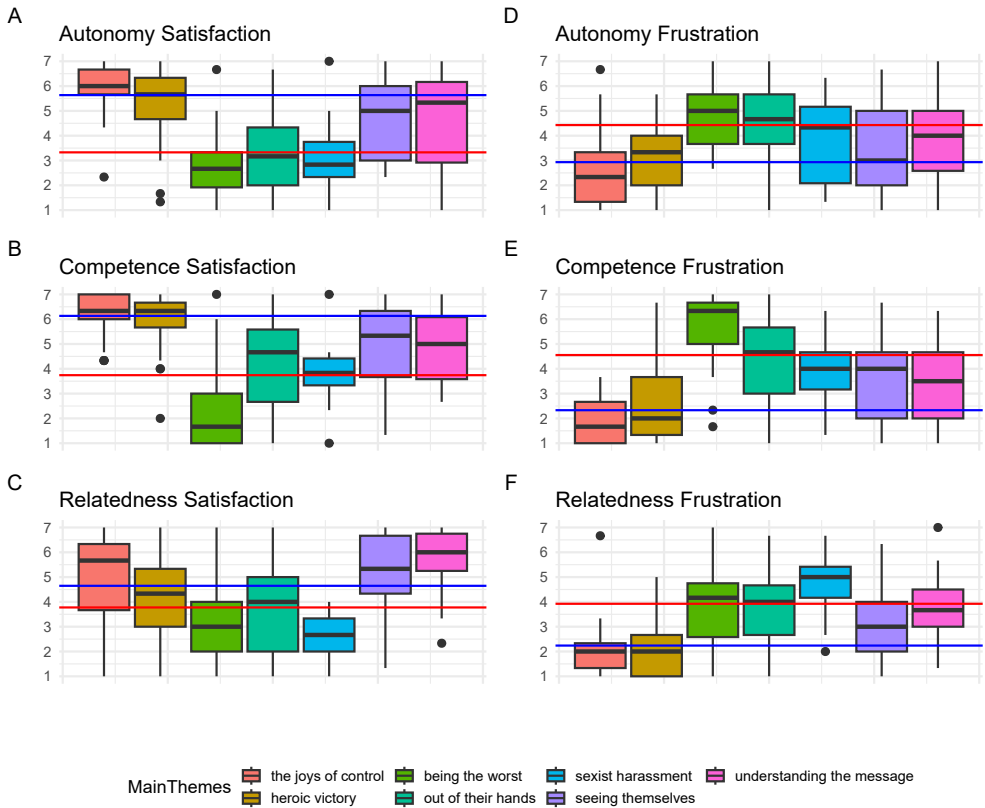 A
Autonomy Satisfaction
7
6
5
4
3
2
1
B
Competence Satisfaction
7
6
5
4
3
2
1
C
Relatedness Satisfaction
7
6
5
4
3
2
1
D
Autonomy Frustration
7
6
5
4
3
2
1
E
Competence Frustration
7
6
5
4
3
2
1
F
Relatedness Frustration
7
6
5
4
3
2
1
MainThemes
the joys of control
heroic victory
being the worst
out of their hands
sexist harassment
seeing themselves
understanding the message